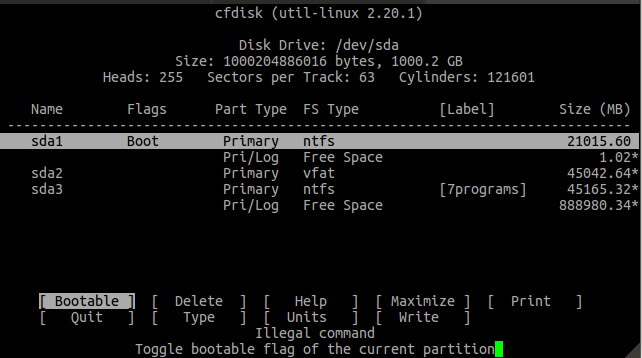 cfdisk (util-linux 2.20.1)
Disk Drive: /dev/sda
Size: 1000204886016 bytes, 1000.2 GB
Heads: 255   Sectors per Track: 63   Cylinders: 121601
Name        Flags      Part Type  FS Type          [Label]        Size (MB)
------------------------------------------------------------------------------
sda1        Boot        Primary   ntfs                            21015.60
Pri/Log   Free Space                          1.02*
sda2                    Primary   vfat                            45042.64*
sda3                    Primary   ntfs             [7programs]    45165.32*
Pri/Log   Free Space                     888980.34*
[ Bootable ]  [  Delete  ]  [   Help   ]  [ Maximize ]  [  Print   ]
[   Quit   ]  [   Type   ]  [  Units   ]  [  Write   ]
Illegal command
Toggle bootable flag of the current partition